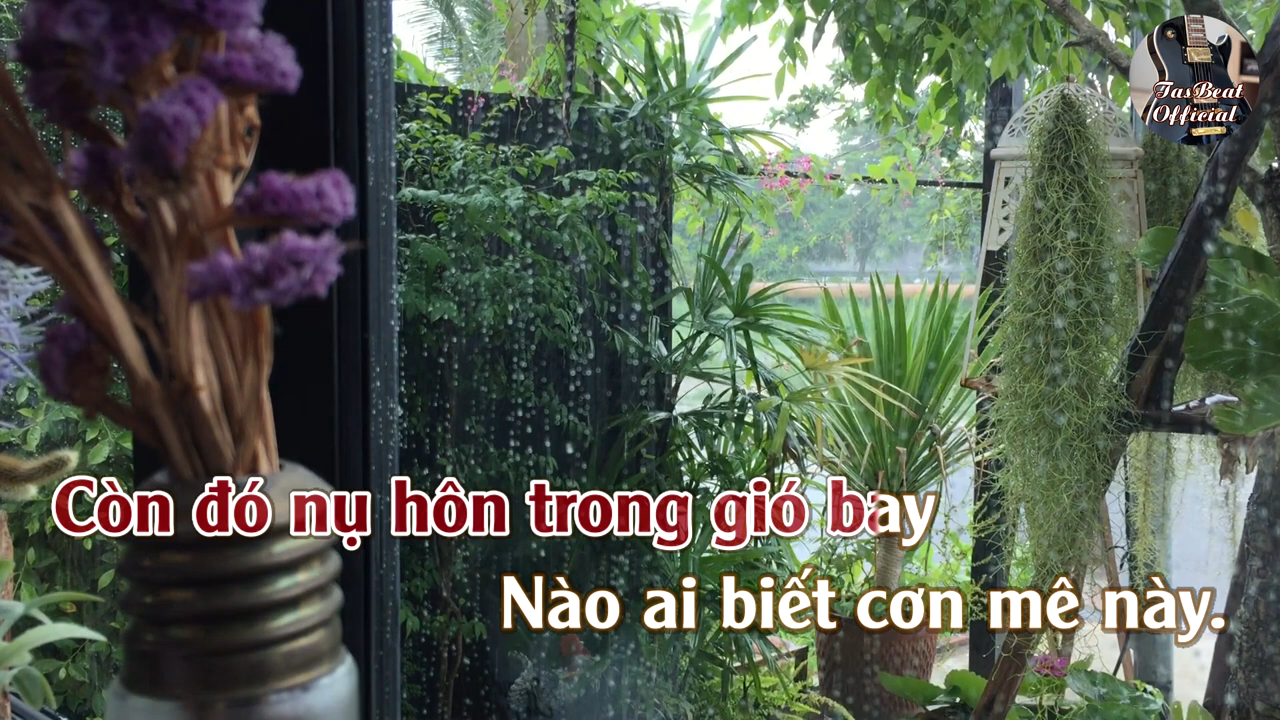 TasBeat
Official
Còn đó nụ hôn trong gió bay
Nào ai biết cơn mê này.